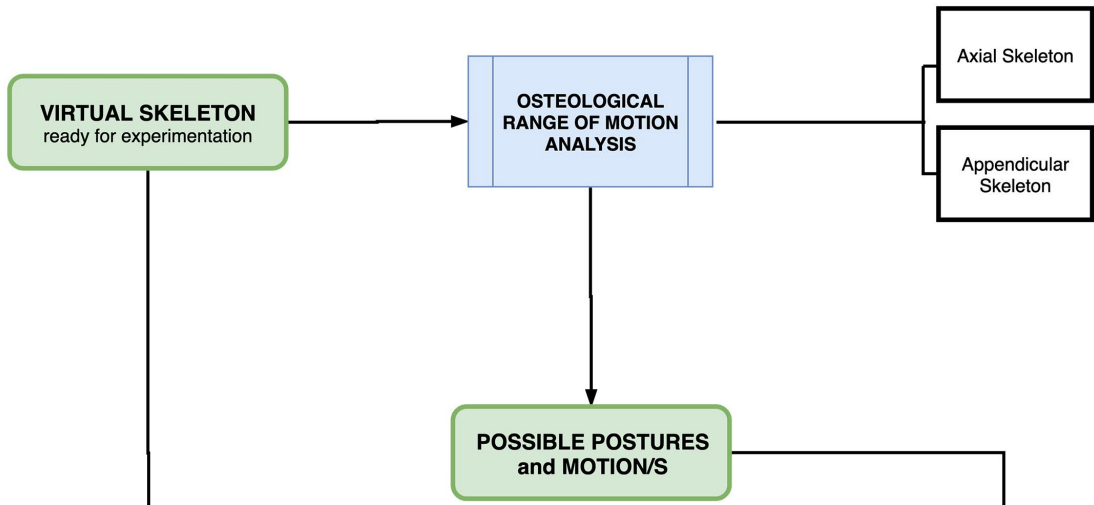 VIRTUAL SKELETON
ready for experimentation
OSTEOLOGICAL
RANGE OF MOTION
ANALYSIS
Axial Skeleton
Appendicular
Skeleton
POSSIBLE POSTURES
and MOTION/S